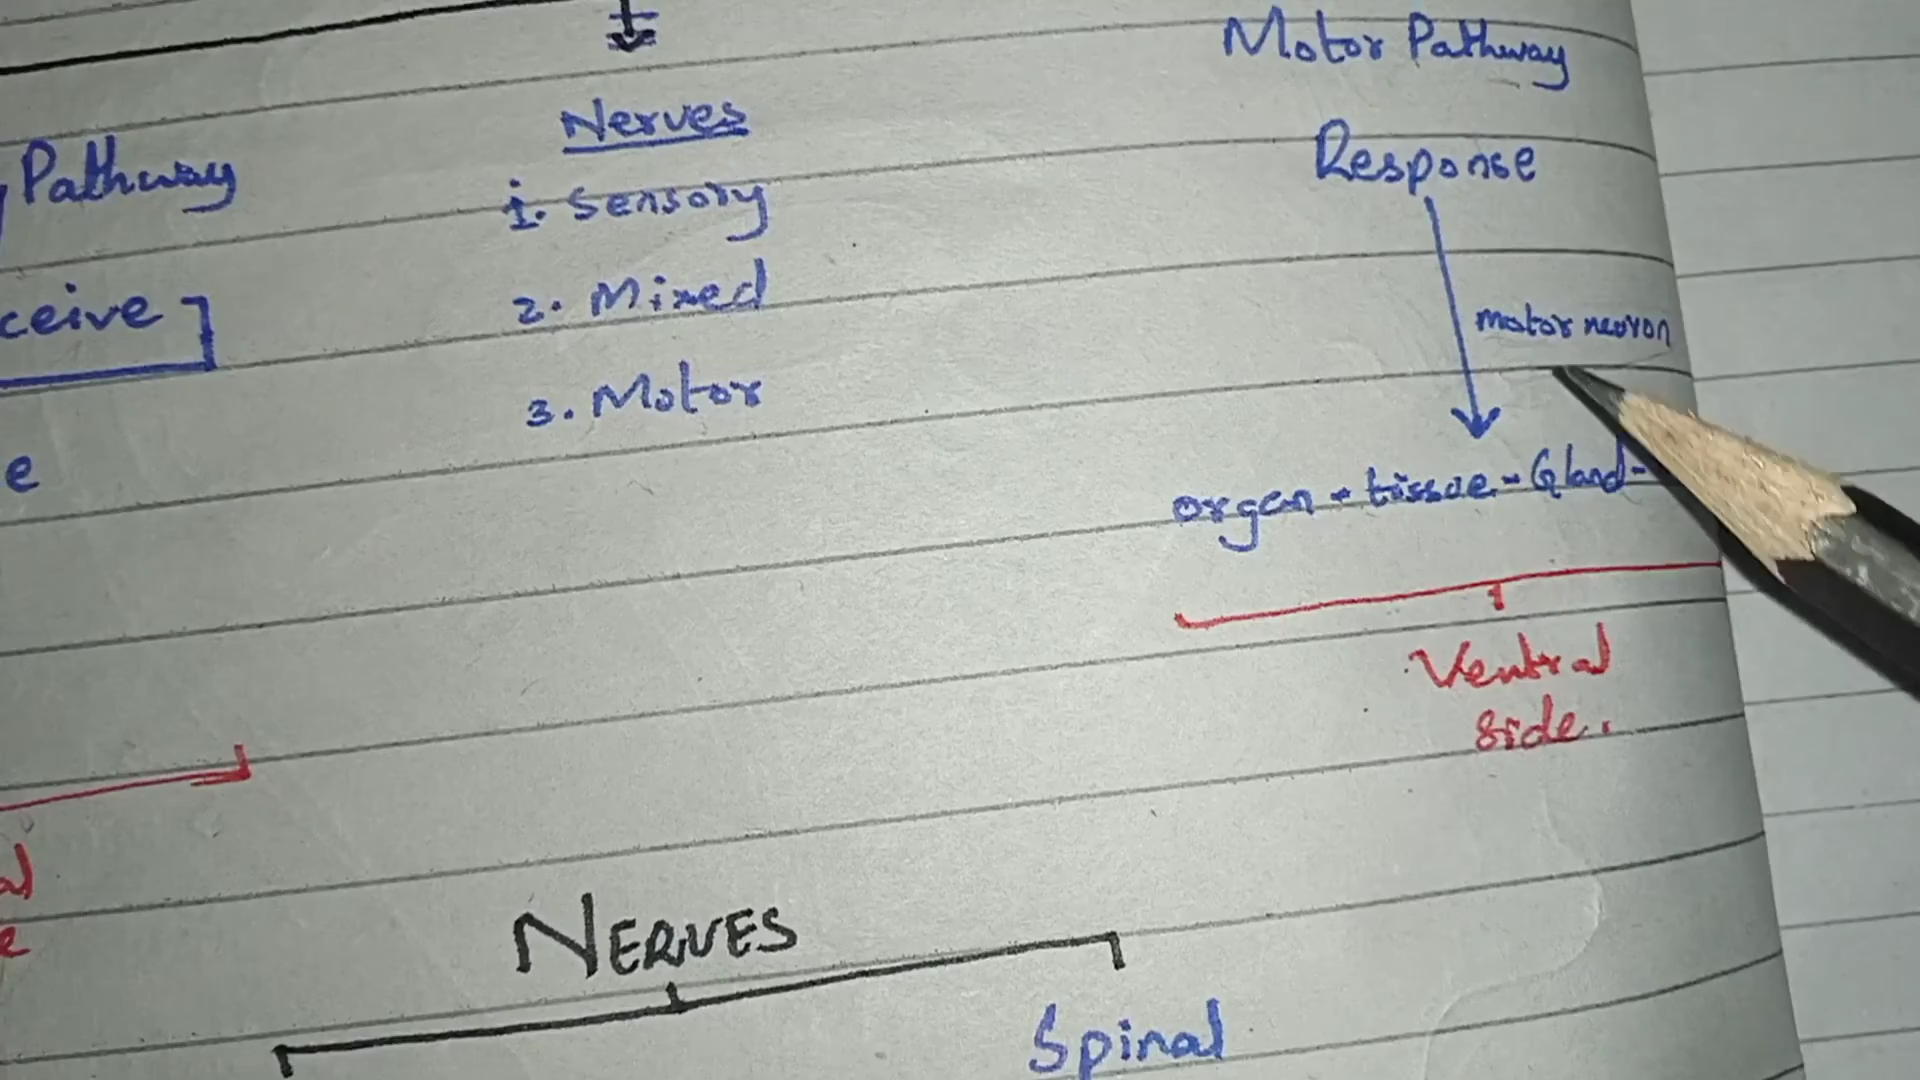 Motor Pathway
Nerves
Pathway
Response
1. Sensory
ceive
2. Mixed
motor neuron
3. Motor
e
organ - tissue - Gland -
Ventral
side.
al
e
NERVES
Spinal